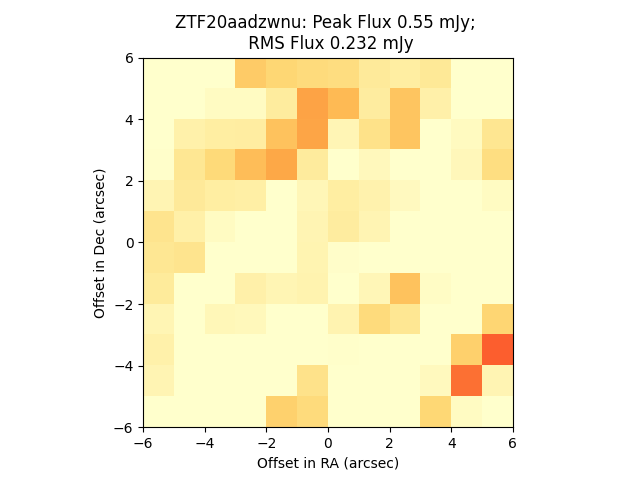 ZTF20aadzwnu: Peak Flux 0.55 mJy;
RMS Flux 0.232 mJy
6
4
2
0
−2
−4
−6
Offset in Dec (arcsec)
−6 −4 −2 0 2 4 6
Offset in RA (arcsec)